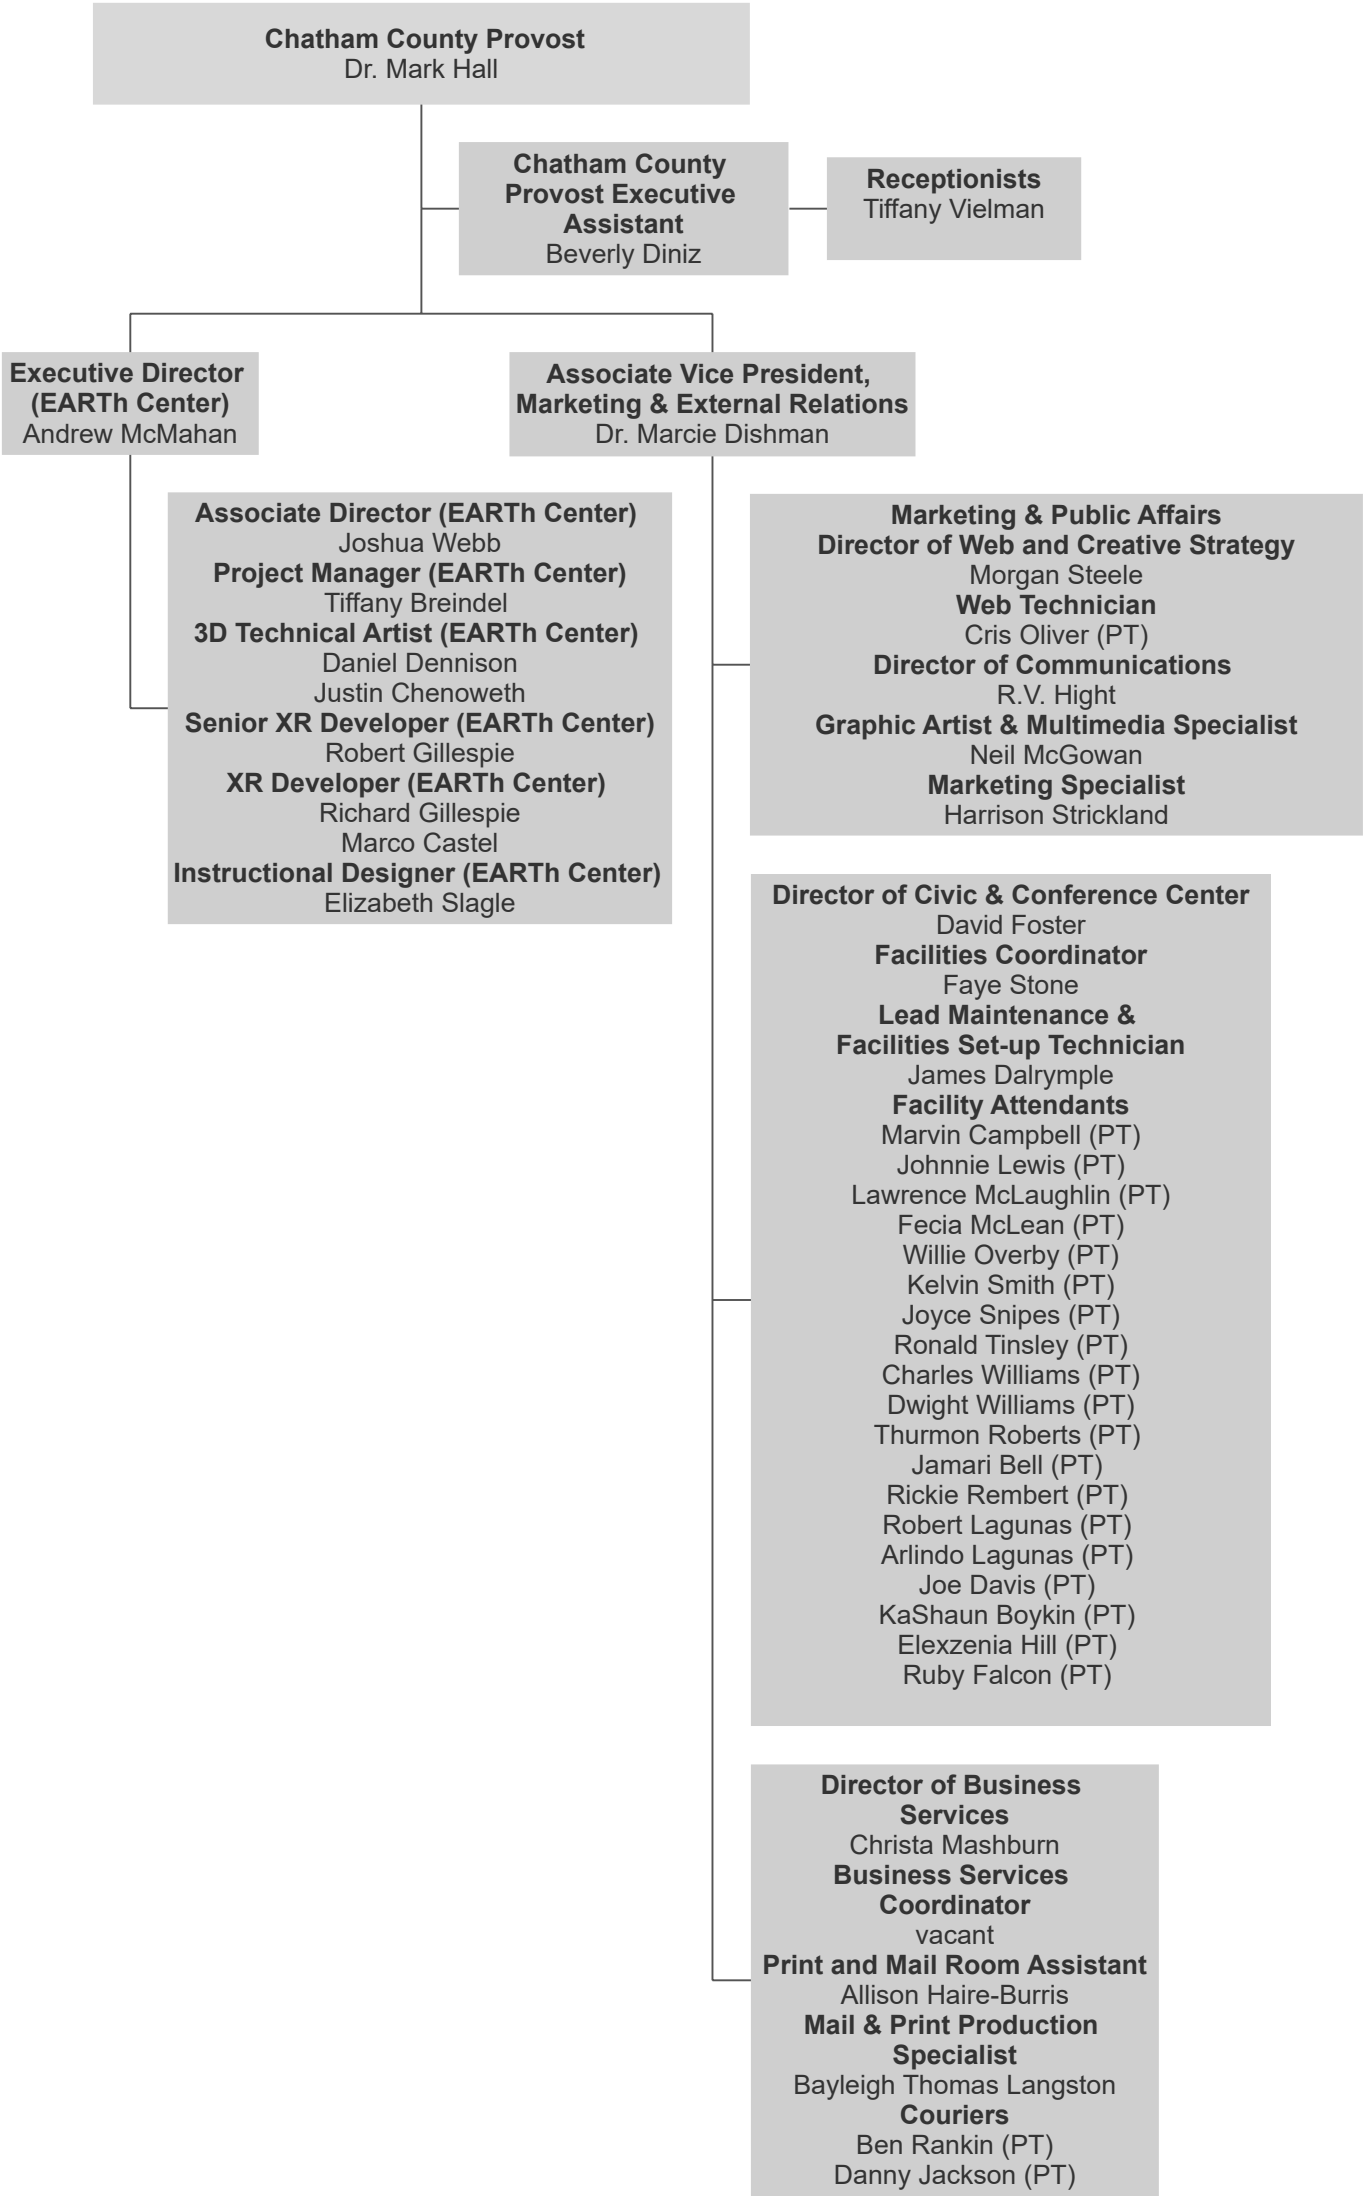 Chatham County Provost
Dr. Mark Hall
Chatham County
Provost Executive
Assistant
Beverly Diniz
Receptionists
Tiffany Vielman
Executive Director
(EARTh Center)
Andrew McMahan
Associate Vice President,
Marketing & External Relations
Dr. Marcie Dishman
Associate Director (EARTh Center)
Joshua Webb
Project Manager (EARTh Center)
Tiffany Breindel
3D Technical Artist (EARTh Center)
Daniel Dennison
Justin Chenoweth
Senior XR Developer (EARTh Center)
Robert Gillespie
XR Developer (EARTh Center)
Richard Gillespie
Marco Castel
Instructional Designer (EARTh Center)
Elizabeth Slagle
Marketing & Public Affairs
Director of Web and Creative Strategy
Morgan Steele
Web Technician
Cris Oliver (PT)
Director of Communications
R.V. Hight
Graphic Artist & Multimedia Specialist
Neil McGowan
Marketing Specialist
Harrison Strickland
Director of Civic & Conference Center
David Foster
Facilities Coordinator
Faye Stone
Lead Maintenance &
Facilities Set-up Technician
James Dalrymple
Facility Attendants
Marvin Campbell (PT)
Johnnie Lewis (PT)
Lawrence McLaughlin (PT)
Fecia McLean (PT)
Willie Overby (PT)
Kelvin Smith (PT)
Joyce Snipes (PT)
Ronald Tinsley (PT)
Charles Williams (PT)
Dwight Williams (PT)
Thurmon Roberts (PT)
Jamari Bell (PT)
Rickie Rembert (PT)
Robert Lagunas (PT)
Arlindo Lagunas (PT)
Joe Davis (PT)
KaShaun Boykin (PT)
Elexzenia Hill (PT)
Ruby Falcon (PT)
Director of Business
Services
Christa Mashburn
Business Services
Coordinator
vacant
Print and Mail Room Assistant
Allison Haire-Burris
Mail & Print Production
Specialist
Bayleigh Thomas Langston
Couriers
Ben Rankin (PT)
Danny Jackson (PT)